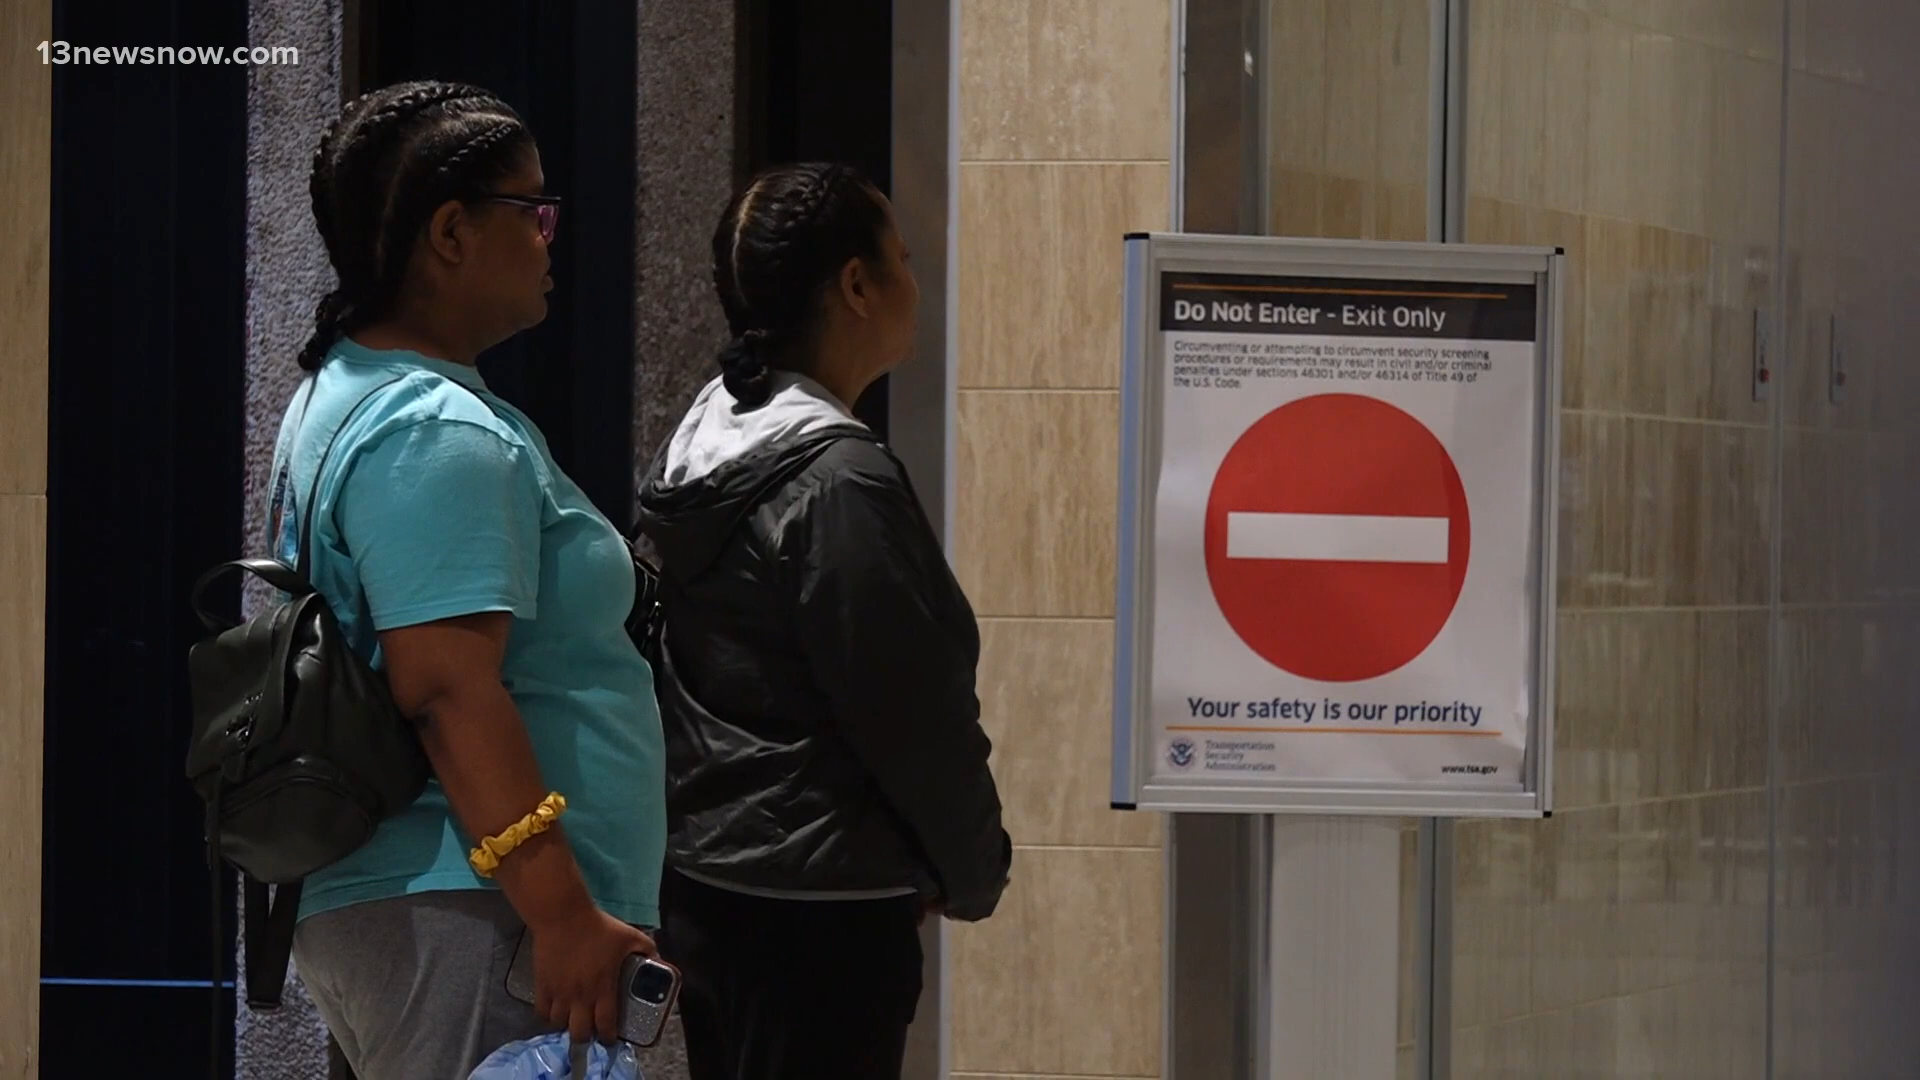 13newsnow.com
Do Not Enter - Exit Only
Circumventing or attempting to circumvent security screening
procedures or requirements may result in civil and/or criminal
penalties under sections 46301 and/or 46314 of Title 49 of
the U.S. Code.
Your safety is our priority
Transportation
Security
Administration
www.tsa.gov